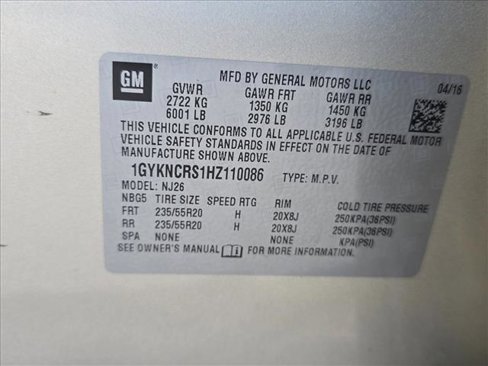 GM
MFD BY GENERAL MOTORS LLC 04/16
GVWR GAWR FRT GAWR RR
2722 KG 1350 KG 1450 KG
6001 LB 2976 LB 3196 LB
THIS VEHICLE CONFORMS TO ALL APPLICABLE U.S. FEDERAL MOTOR
VEHICLE SAFETY STANDARDS IN EFFECT ON THE DATE OF
MANUFACTURE SHOWN ABOVE.
1GYKNCRS1HZ110086 TYPE: M.P.V.
MODEL: NJ26
NBG5 TIRE SIZE SPEED RTG RIM COLD TIRE PRESSURE
FRT 235/55R20 H 20X8J 250KPA(36PSI)
RR 235/55R20 H 20X8J 250KPA(36PSI)
SPA NONE NONE KPA(PSI)
SEE OWNER'S MANUAL FOR MORE INFORMATION.